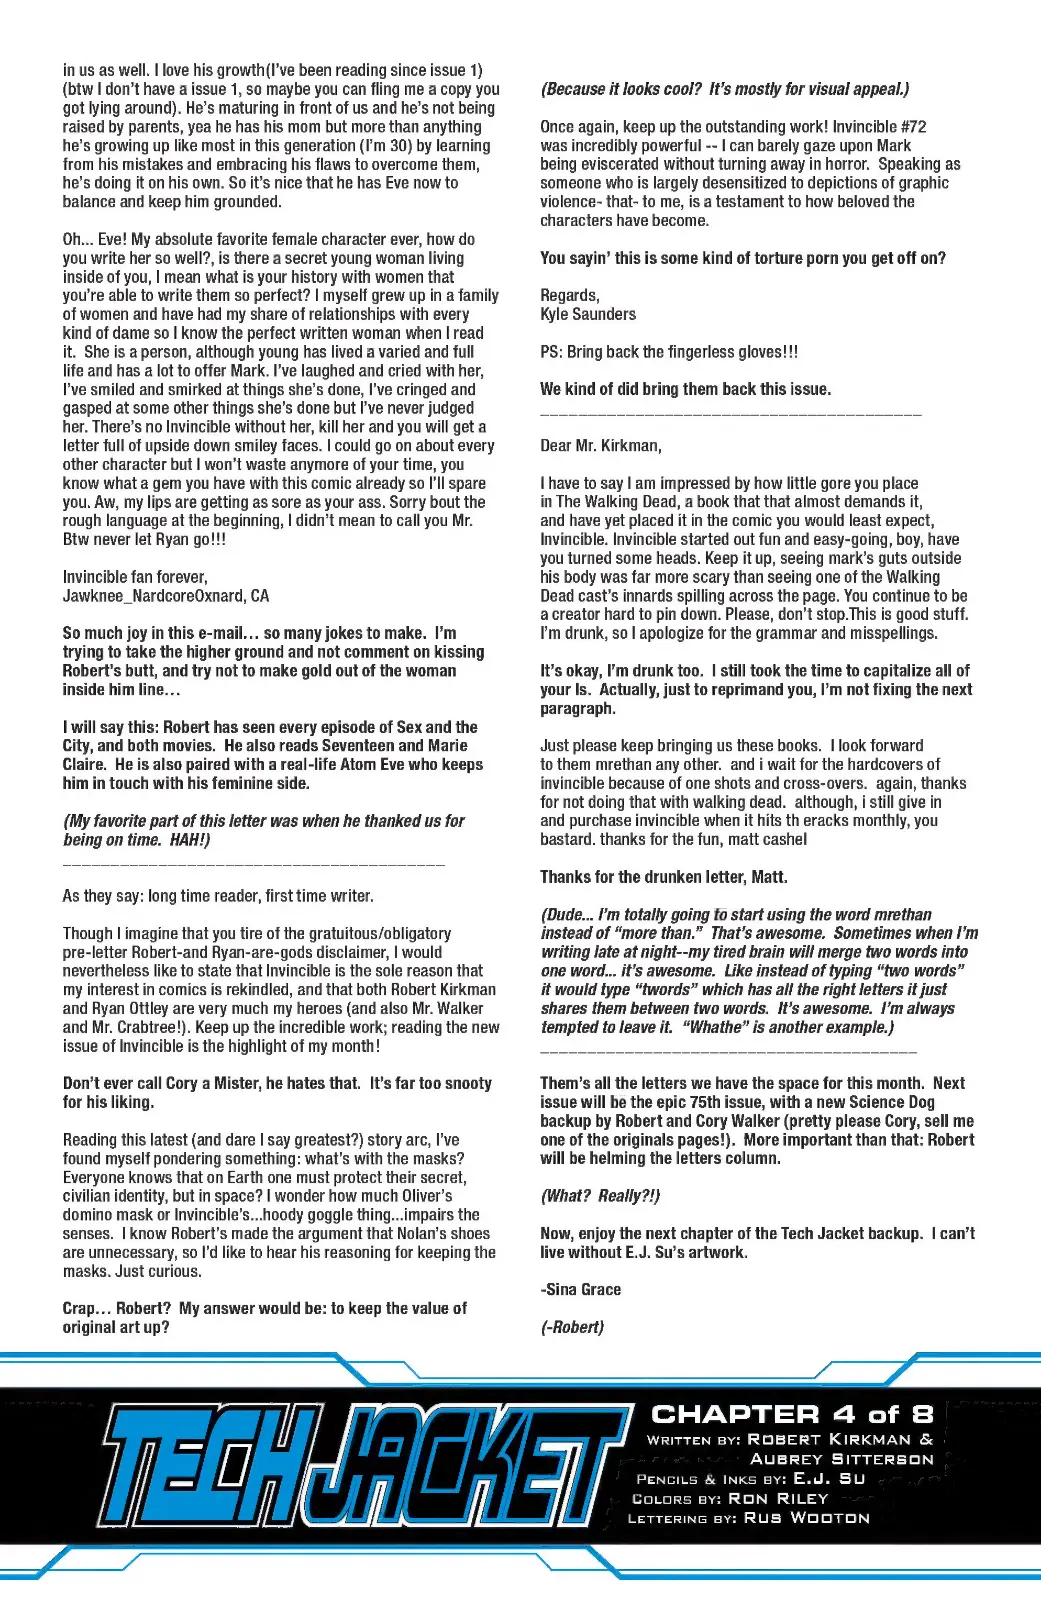 in us as well. I love his growth(I've been reading since issue 1)
(btw I don't have a issue 1, so maybe you can fling me a copy you
got lying around). He's maturing in front of us and he's not being
raised by parents, yea he has his mom but more than anything
he's growing up like most in this generation (I'm 30) by learning
from his mistakes and embracing his flaws to overcome them,
he's doing it on his own. So it's nice that he has Eve now to
balance and keep him grounded.
Oh... Eve! My absolute favorite female character ever, how do
you write her so well?, is there a secret young woman living
inside of you, I mean what is your history with women that
you're able to write them so perfect? I myself grew up in a family
of women and have had my share of relationships with every
kind of dame so I know the perfect written woman when I read
it.  She is a person, although young has lived a varied and full
life and has a lot to offer Mark. I've laughed and cried with her,
I've smiled and smirked at things she's done, I've cringed and
gasped at some other things she's done but I've never judged
her. There's no Invincible without her, kill her and you will get a
letter full of upside down smiley faces. I could go on about every
other character but I won't waste anymore of your time, you
know what a gem you have with this comic already so I'll spare
you. Aw, my lips are getting as sore as your ass. Sorry bout the
rough language at the beginning, I didn't mean to call you Mr.
Btw never let Ryan go!!!
Invincible fan forever,
Jawknee_NardcoreOxnard, CA
So much joy in this e-mail… so many jokes to make.  I'm
trying to take the higher ground and not comment on kissing
Robert's butt, and try not to make gold out of the woman
inside him line…
I will say this: Robert has seen every episode of Sex and the
City, and both movies.  He also reads Seventeen and Marie
Claire.  He is also paired with a real-life Atom Eve who keeps
him in touch with his feminine side.
(My favorite part of this letter was when he thanked us for
being on time.  HAH!)
As they say: long time reader, first time writer.
Though I imagine that you tire of the gratuitous/obligatory
pre-letter Robert-and Ryan-are-gods disclaimer, I would
nevertheless like to state that Invincible is the sole reason that
my interest in comics is rekindled, and that both Robert Kirkman
and Ryan Ottley are very much my heroes (and also Mr. Walker
and Mr. Crabtree!). Keep up the incredible work; reading the new
issue of Invincible is the highlight of my month!
Don't ever call Cory a Mister, he hates that.  It's far too snooty
for his liking.
Reading this latest (and dare I say greatest?) story arc, I've
found myself pondering something: what's with the masks?
Everyone knows that on Earth one must protect their secret,
civilian identity, but in space? I wonder how much Oliver's
domino mask or Invincible's...hoody goggle thing...impairs the
senses.  I know Robert's made the argument that Nolan's shoes
are unnecessary, so I'd like to hear his reasoning for keeping the
masks. Just curious.
Crap… Robert?  My answer would be: to keep the value of
original art up?
(Because it looks cool?  It's mostly for visual appeal.)
Once again, keep up the outstanding work! Invincible #72
was incredibly powerful -- I can barely gaze upon Mark
being eviscerated without turning away in horror.  Speaking as
someone who is largely desensitized to depictions of graphic
violence- that- to me, is a testament to how beloved the
characters have become.
You sayin' this is some kind of torture porn you get off on?
Regards,
Kyle Saunders
PS: Bring back the fingerless gloves!!!
We kind of did bring them back this issue.
Dear Mr. Kirkman,
I have to say I am impressed by how little gore you place
in The Walking Dead, a book that that almost demands it,
and have yet placed it in the comic you would least expect,
Invincible. Invincible started out fun and easy-going, boy, have
you turned some heads. Keep it up, seeing mark's guts outside
his body was far more scary than seeing one of the Walking
Dead cast's innards spilling across the page. You continue to be
a creator hard to pin down. Please, don't stop.This is good stuff.
I'm drunk, so I apologize for the grammar and misspellings.
It's okay, I'm drunk too.  I still took the time to capitalize all of
your Is.  Actually, just to reprimand you, I'm not fixing the next
paragraph.
Just please keep bringing us these books.  I look forward
to them mrethan any other.  and i wait for the hardcovers of
invincible because of one shots and cross-overs.  again, thanks
for not doing that with walking dead.  although, i still give in
and purchase invincible when it hits th eracks monthly, you
bastard. thanks for the fun, matt cashel
Thanks for the drunken letter, Matt.
(Dude... I'm totally going to start using the word mrethan
instead of "more than."  That's awesome.  Sometimes when I'm
writing late at night--my tired brain will merge two words into
one word... it's awesome.  Like instead of typing "two words"
it would type "twords" which has all the right letters it just
shares them between two words.  It's awesome.  I'm always
tempted to leave it.  "Whathe" is another example.)
Them's all the letters we have the space for this month.  Next
issue will be the epic 75th issue, with a new Science Dog
backup by Robert and Cory Walker (pretty please Cory, sell me
one of the originals pages!).  More important than that: Robert
will be helming the letters column.
(What?  Really?!)
Now, enjoy the next chapter of the Tech Jacket backup.  I can't
live without E.J. Su's artwork.
-Sina Grace
(-Robert)
TECH JACKET
CHAPTER 4 of 8
WRITTEN BY: ROBERT KIRKMAN &
AUBREY SITTERSON
PENCILS & INKS BY: E.J. SU
COLORS BY: RON RILEY
LETTERING BY: RUS WOOTON